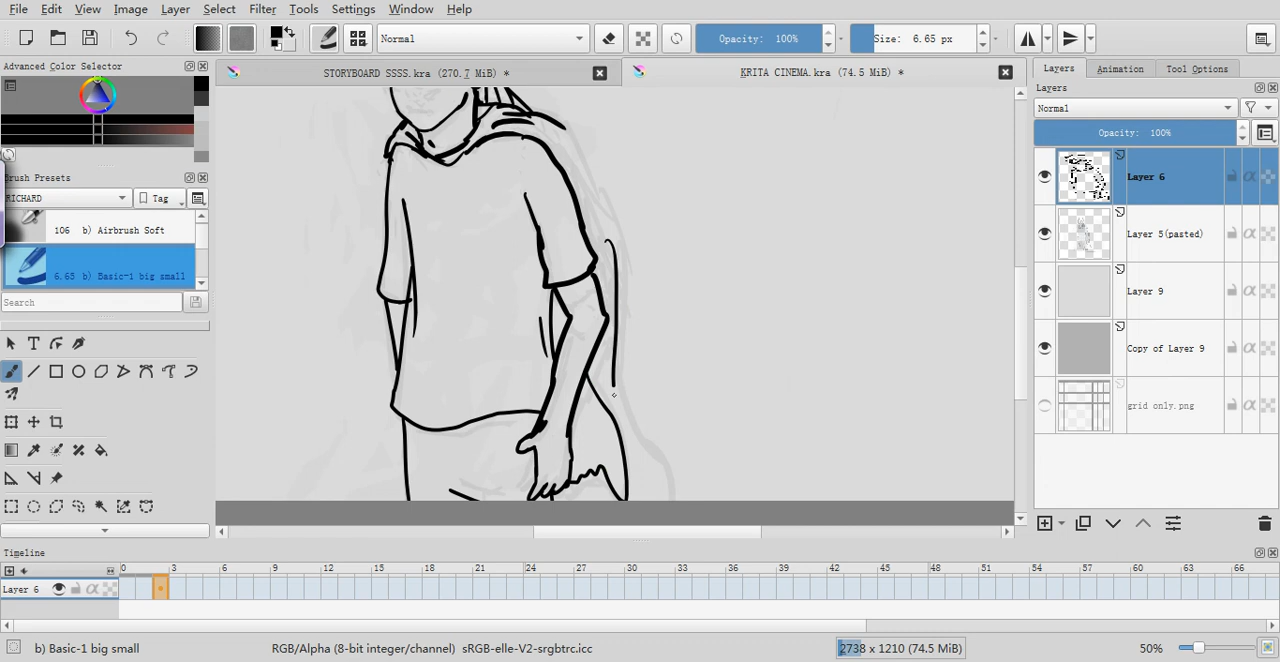 File Edit View Image Layer Select Filter Tools Settings Window Help
Normal Opacity: 100% Size: 6.65 px
Advanced Color Selector
STORYBOARD SSSS.kra (270.7 MiB) *
KRITA CINEMA.kra (74.5 MiB) *
Layers Animation Tool Options
Layers
Normal
Opacity: 100%
Layer 6
Layer 5(pasted)
Layer 9
Copy of Layer 9
grid only.png
Brush Presets
RICHARD Tag
106 b) Airbrush Soft
6.65 b) Basic-1 big small
Search
Timeline
0 3 6 9 12 15 18 21 24 27 30 33 36 39 42 45 48 51 54 57 60 63 66
Layer 6
b) Basic-1 big small RGB/Alpha (8-bit integer/channel) sRGB-elle-V2-srgbtrc.icc 2738 x 1210 (74.5 MiB) 50%